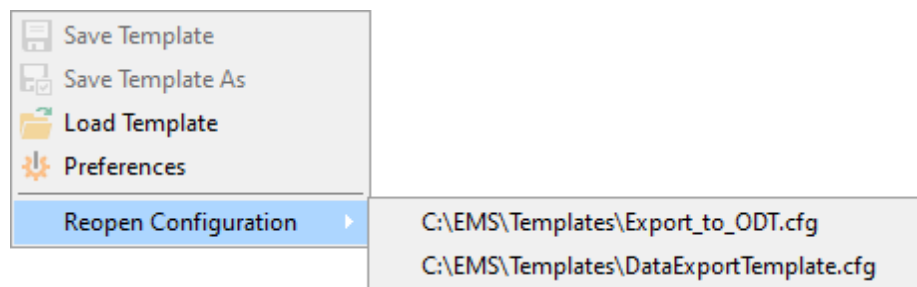 Save Template
Save Template As
Load Template
Preferences
Reopen Configuration
C:\EMS\Templates\Export_to_ODT.cfg
C:\EMS\Templates\DataExportTemplate.cfg